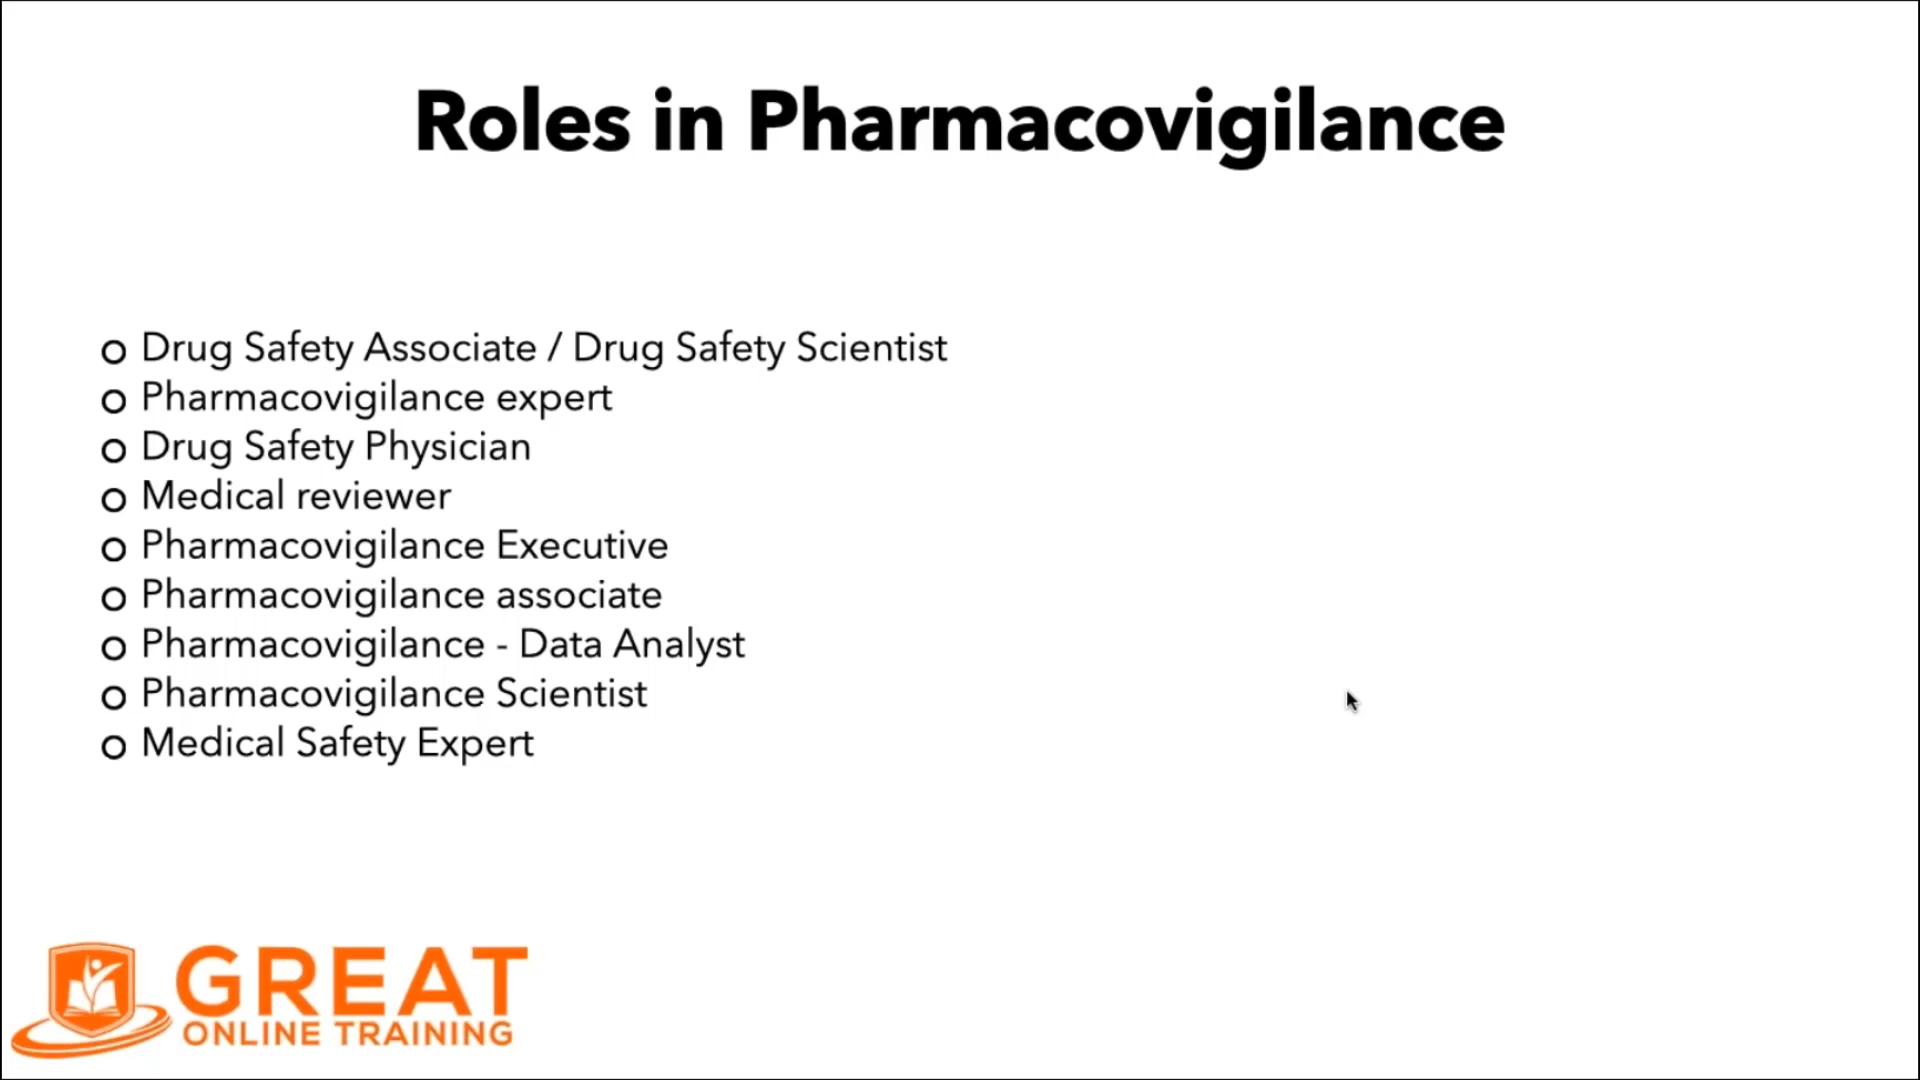 Roles in Pharmacovigilance
Drug Safety Associate / Drug Safety Scientist
Pharmacovigilance expert
Drug Safety Physician
Medical reviewer
Pharmacovigilance Executive
Pharmacovigilance associate
Pharmacovigilance - Data Analyst
Pharmacovigilance Scientist
Medical Safety Expert
GREAT
ONLINE TRAINING